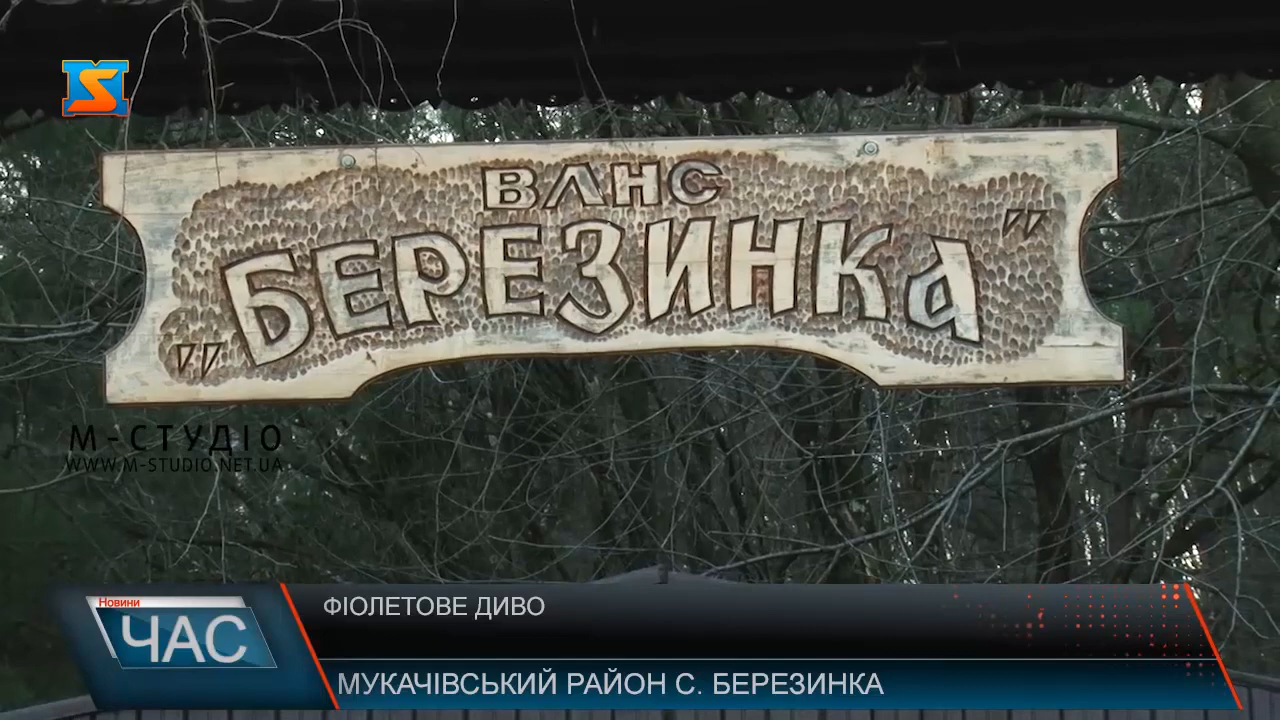 ВЛНС
„БЕРЕЗИНКа"
М-СТУДІО
WWW.M-STUDIO.NET.UA
Новини
ЧАС
ФІОЛЕТОВЕ ДИВО
МУКАЧІВСЬКИЙ РАЙОН С. БЕРЕЗИНКА